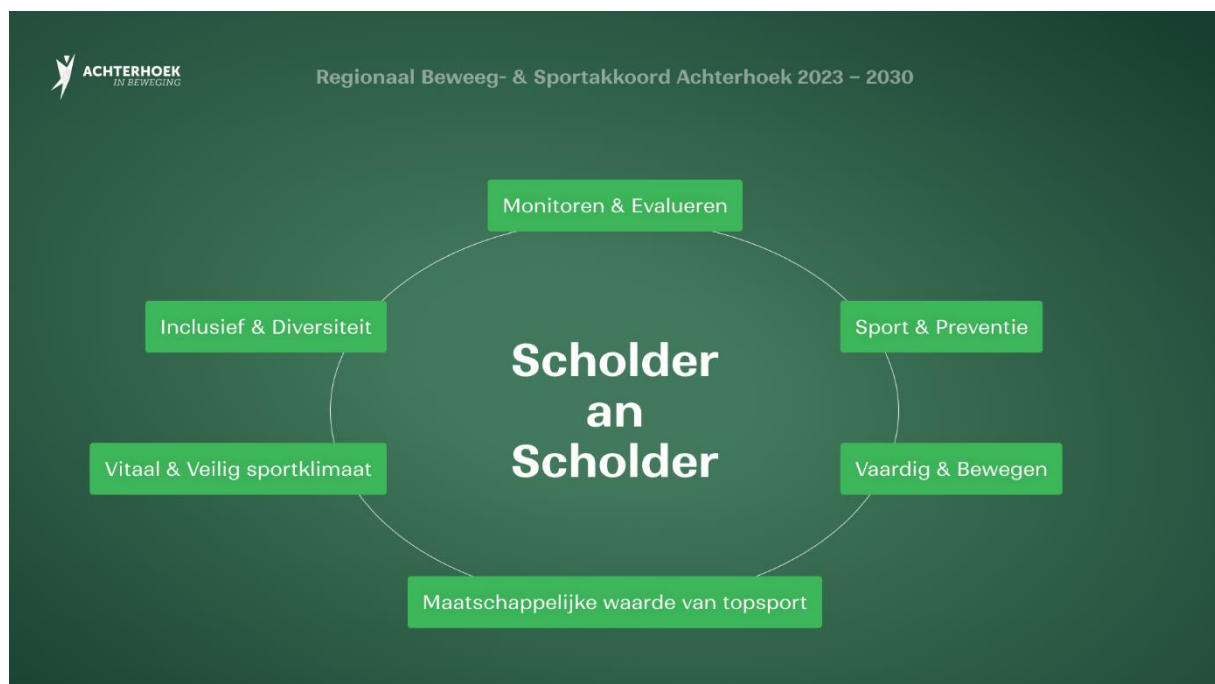 ACHTERHOEK
IN BEWEGING
Regionaal Beweeg- & Sportakkoord Achterhoek 2023 – 2030
Monitoren & Evalueren
Inclusief & Diversiteit
Sport & Preventie
Scholder
an
Scholder
Vitaal & Veilig sportklimaat
Vaardig & Bewegen
Maatschappelijke waarde van topsport